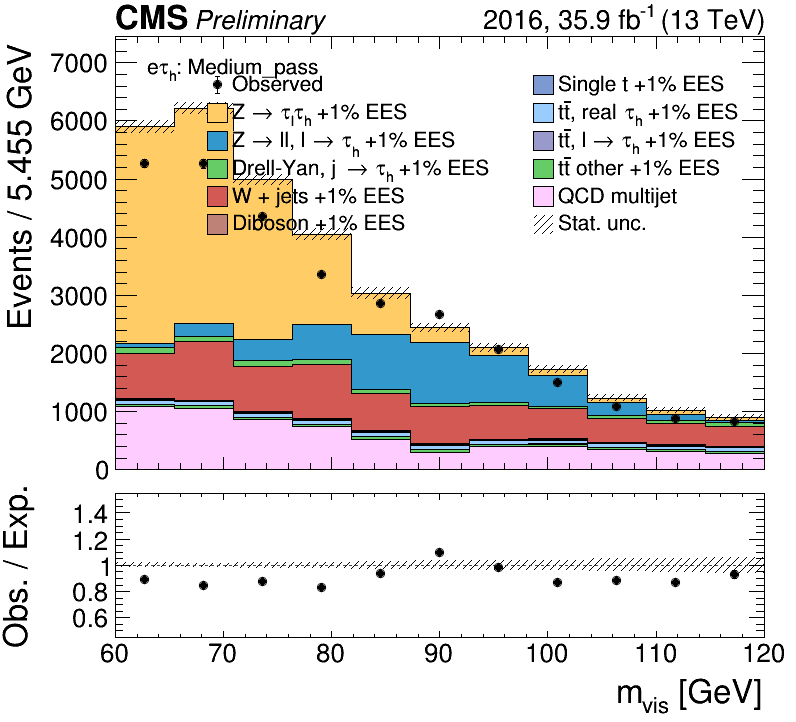 CMS Preliminary 2016, 35.9 fb⁻¹ (13 TeV)
Events / 5.455 GeV
7000
6000
5000
4000
3000
2000
1000
0
eτₕ: Medium_pass
Observed
Z → τₗτₕ +1% EES
Z → ll, l → τₕ +1% EES
Drell-Yan, j → τₕ +1% EES
W + jets +1% EES
Diboson +1% EES
Single t +1% EES
tt̄, real τₕ +1% EES
tt̄, l → τₕ +1% EES
tt̄ other +1% EES
QCD multijet
Stat. unc.
Obs. / Exp.
1.4
1.2
1
0.8
0.6
60 70 80 90 100 110 120
m_vis [GeV]